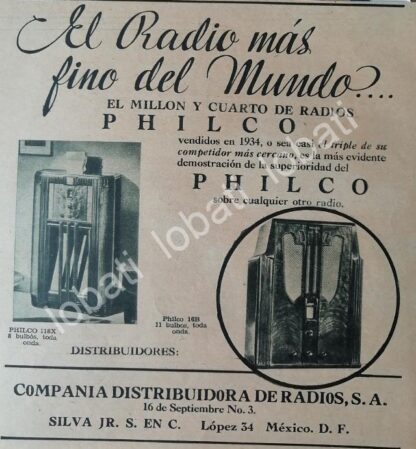 El Radio más
fino del Mundo....
EL MILLON Y CUARTO DE RADIOS
PHILCO
vendidos en 1934, o sea casi el triple de su
competidor más cercano, es la más evidente
demostración de la superioridad del
PHILCO
sobre cualquier otro radio.
PHILCO 118X
8 bulbos, toda
onda.
Philco 16B
11 bulbos, toda
onda.
DISTRIBUIDORES:
COMPANIA DISTRIBUIDORA DE RADIOS, S. A.
16 de Septiembre No. 3.
SILVA JR. S. EN C. López 34 México. D. F.
lobati lobati lobati lobati